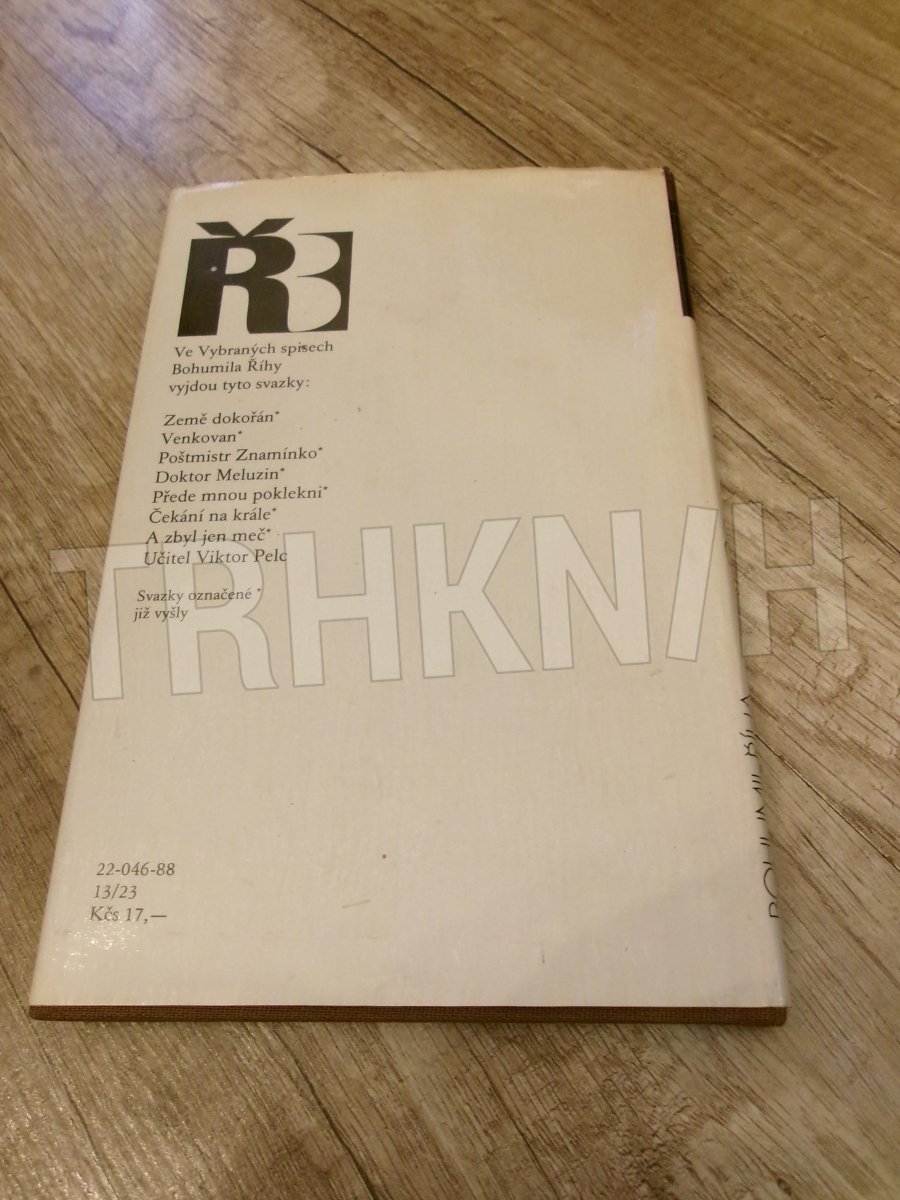 ŘB
Ve Vybraných spisech
Bohumila Říhy
vyjdou tyto svazky:
Země dokořán*
Venkovan*
Poštmistr Znamínko*
Doktor Meluzin*
Přede mnou poklekni*
Čekání na krále*
A zbyl jen meč*
Učitel Viktor Pelc
Svazky označené *
již vyšly
TRHKNIH
22-046-88
13/23
Kčs 17,—